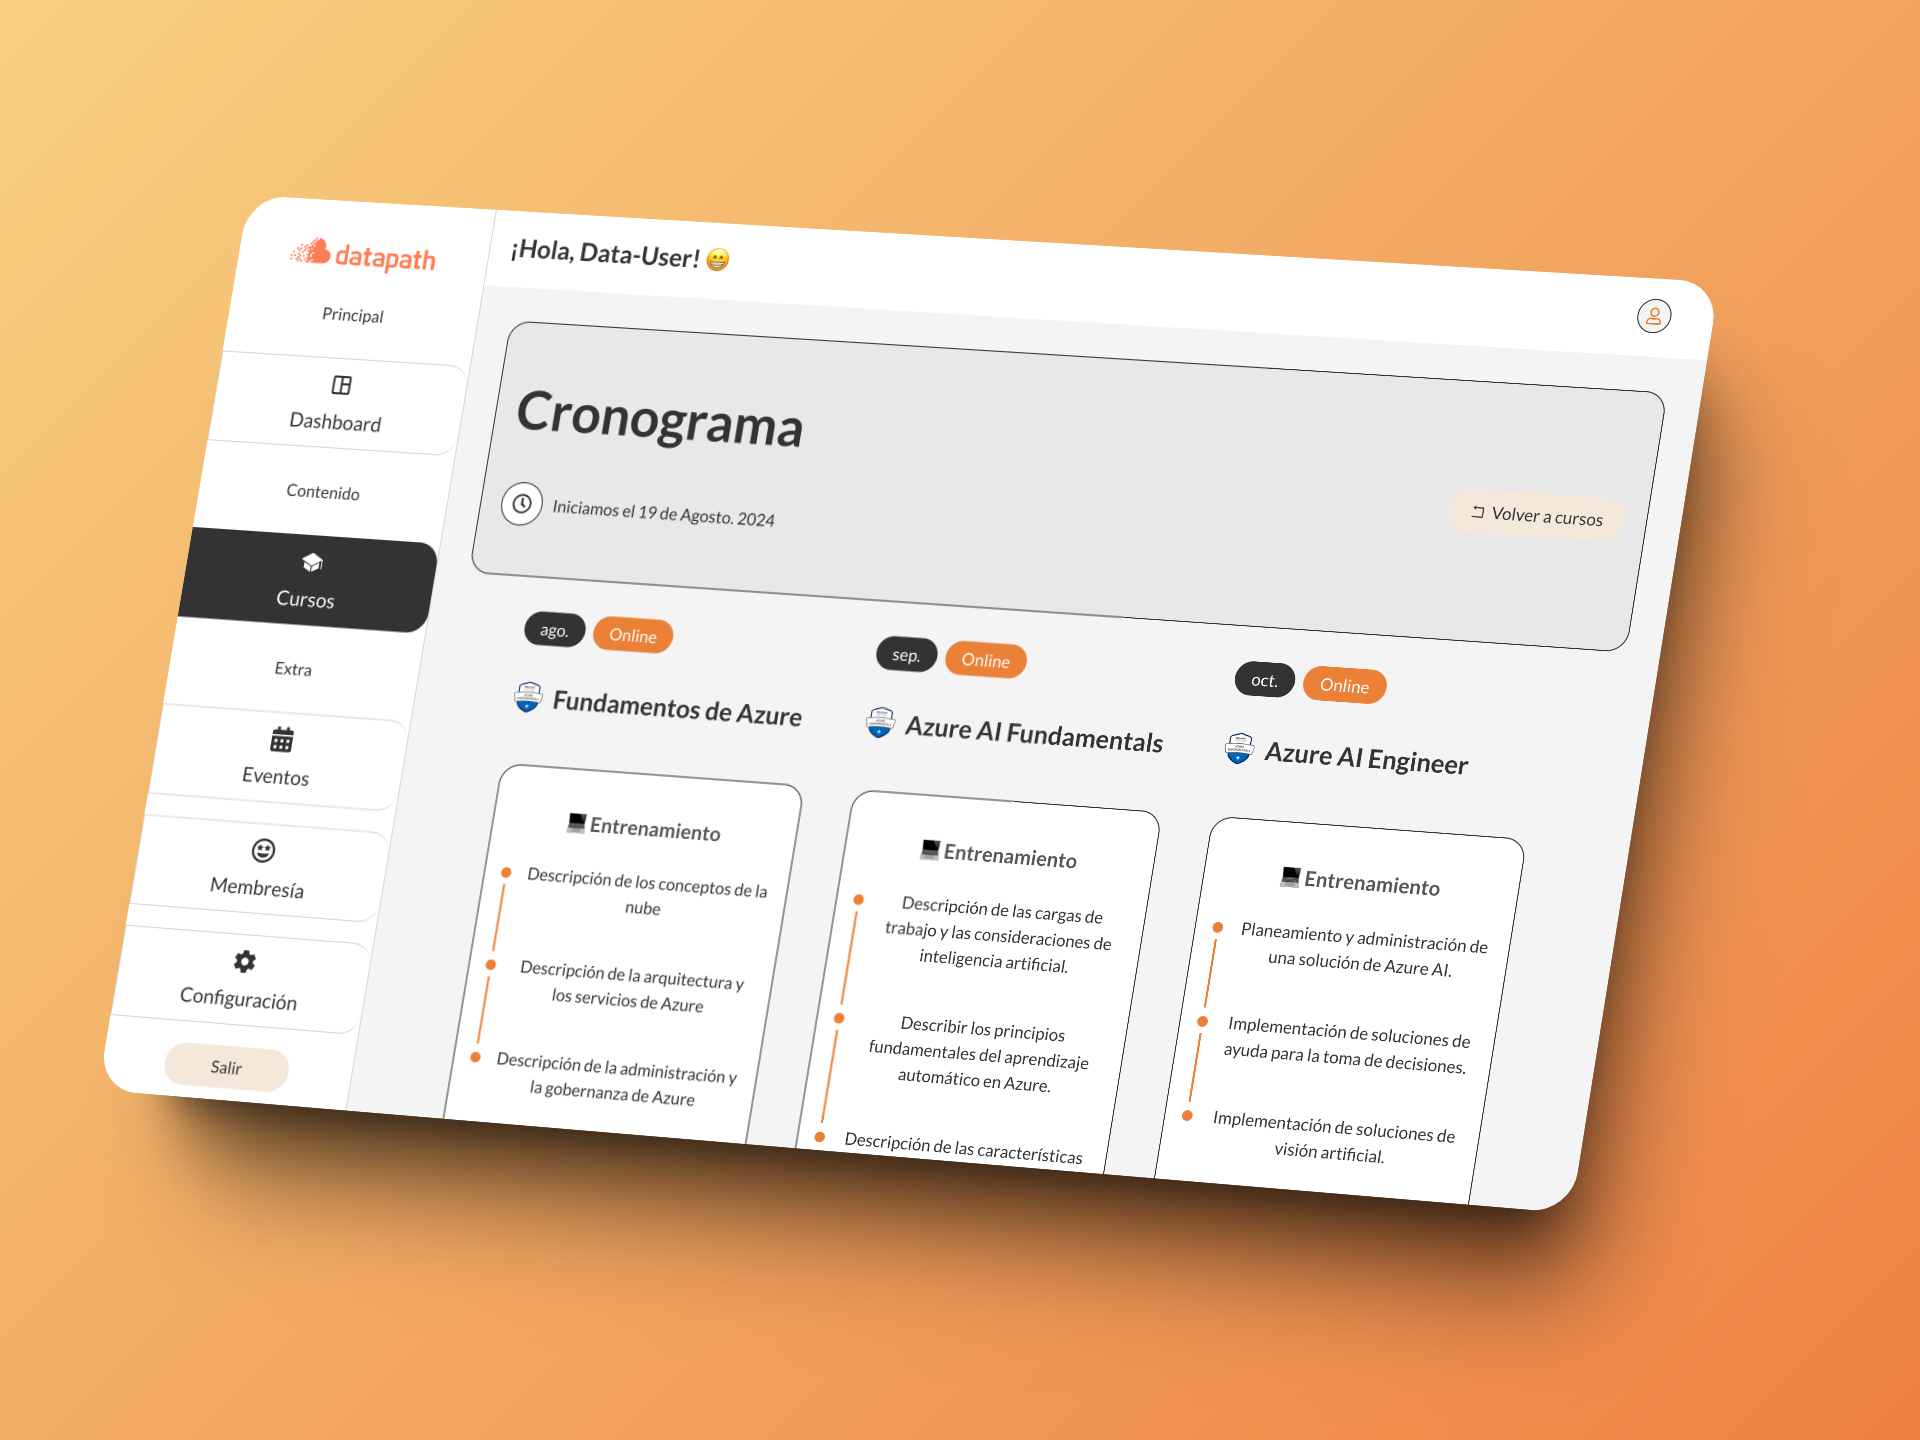 datapath
Principal
Dashboard
Contenido
Cursos
Extra
Eventos
Membresía
Configuración
Salir
¡Hola, Data-User! 😁
Cronograma
Iniciamos el 19 de Agosto. 2024
Volver a cursos
ago. Online
Fundamentos de Azure
Entrenamiento
Descripción de los conceptos de la
nube
Descripción de la arquitectura y
los servicios de Azure
Descripción de la administración y
la gobernanza de Azure
sep. Online
Azure AI Fundamentals
Entrenamiento
Descripción de las cargas de
trabajo y las consideraciones de
inteligencia artificial.
Describir los principios
fundamentales del aprendizaje
automático en Azure.
Descripción de las características
oct. Online
Azure AI Engineer
Entrenamiento
Planeamiento y administración de
una solución de Azure AI.
Implementación de soluciones de
ayuda para la toma de decisiones.
Implementación de soluciones de
visión artificial.